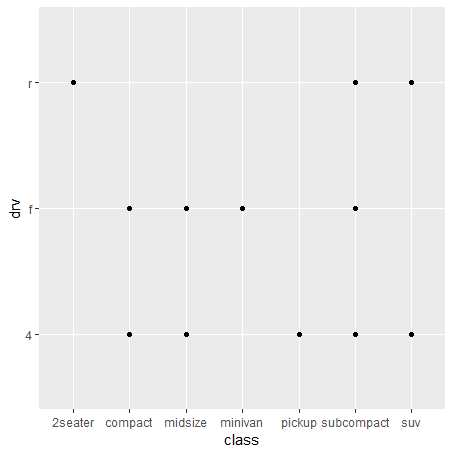 r
f
4
drv
2seater compact midsize minivan pickup subcompact suv
class